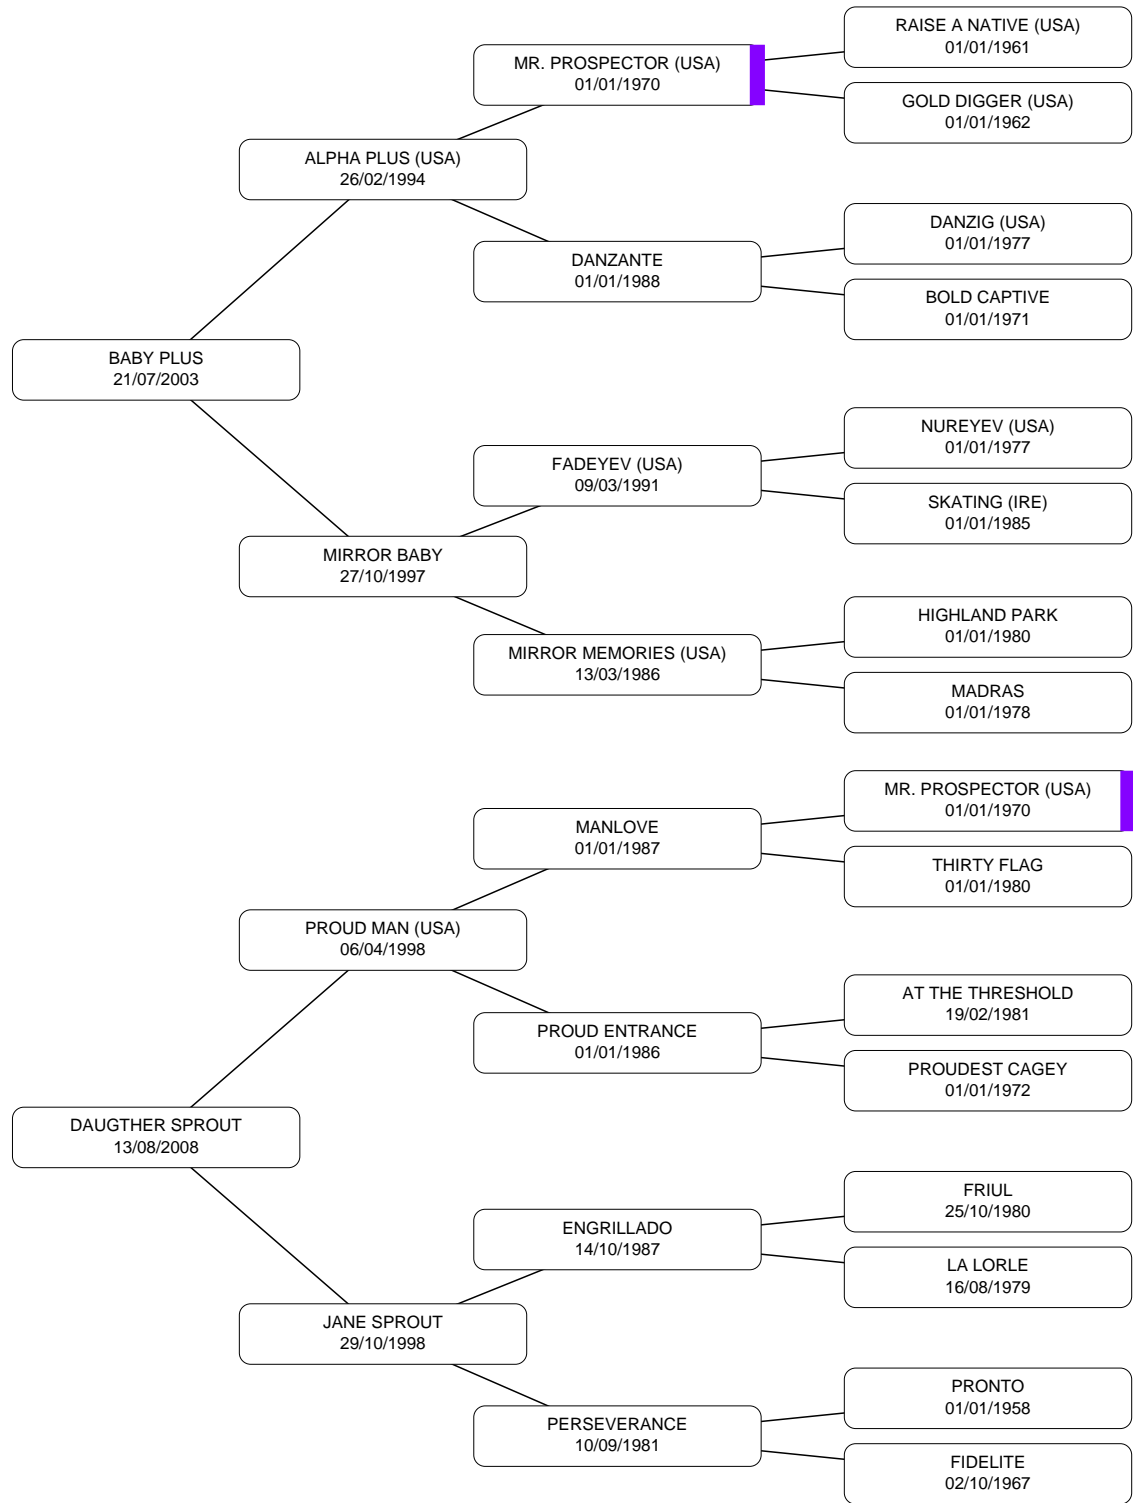 RAISE A NATIVE (USA)
01/01/1961
MR. PROSPECTOR (USA)
01/01/1970
GOLD DIGGER (USA)
01/01/1962
ALPHA PLUS (USA)
26/02/1994
DANZIG (USA)
01/01/1977
DANZANTE
01/01/1988
BOLD CAPTIVE
01/01/1971
BABY PLUS
21/07/2003
NUREYEV (USA)
01/01/1977
FADEYEV (USA)
09/03/1991
SKATING (IRE)
01/01/1985
MIRROR BABY
27/10/1997
HIGHLAND PARK
01/01/1980
MIRROR MEMORIES (USA)
13/03/1986
MADRAS
01/01/1978
MR. PROSPECTOR (USA)
01/01/1970
MANLOVE
01/01/1987
THIRTY FLAG
01/01/1980
PROUD MAN (USA)
06/04/1998
AT THE THRESHOLD
19/02/1981
PROUD ENTRANCE
01/01/1986
PROUDEST CAGEY
01/01/1972
DAUGTHER SPROUT
13/08/2008
FRIUL
25/10/1980
ENGRILLADO
14/10/1987
LA LORLE
16/08/1979
JANE SPROUT
29/10/1998
PRONTO
01/01/1958
PERSEVERANCE
10/09/1981
FIDELITE
02/10/1967